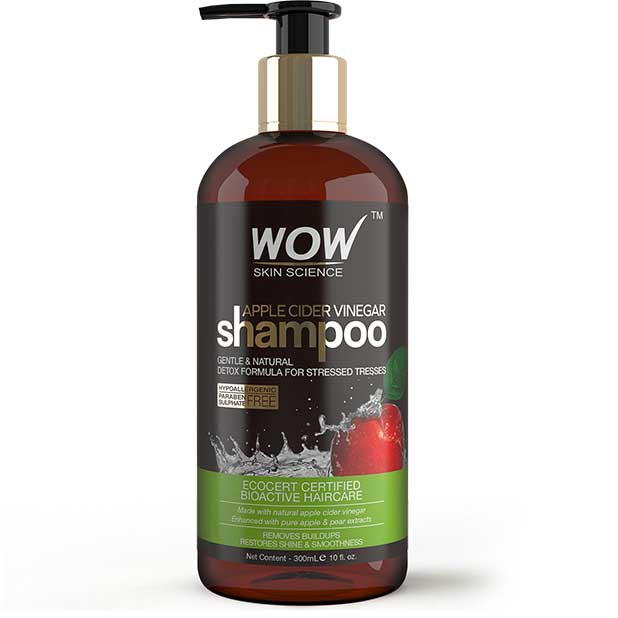 WOW™
SKIN SCIENCE
APPLE CIDER VINEGAR
shampoo
GENTLE & NATURAL
DETOX FORMULA FOR STRESSED TRESSES
HYPOALLERGENIC
PARABEN
SULPHATE FREE
ECOCERT CERTIFIED
BIOACTIVE HAIRCARE
Made with natural apple cider vinegar
Enhanced with pure apple & pear extracts
REMOVES BUILDUPS
RESTORES SHINE & SMOOTHNESS
Net Content - 300ml ℮ 10 fl. oz.